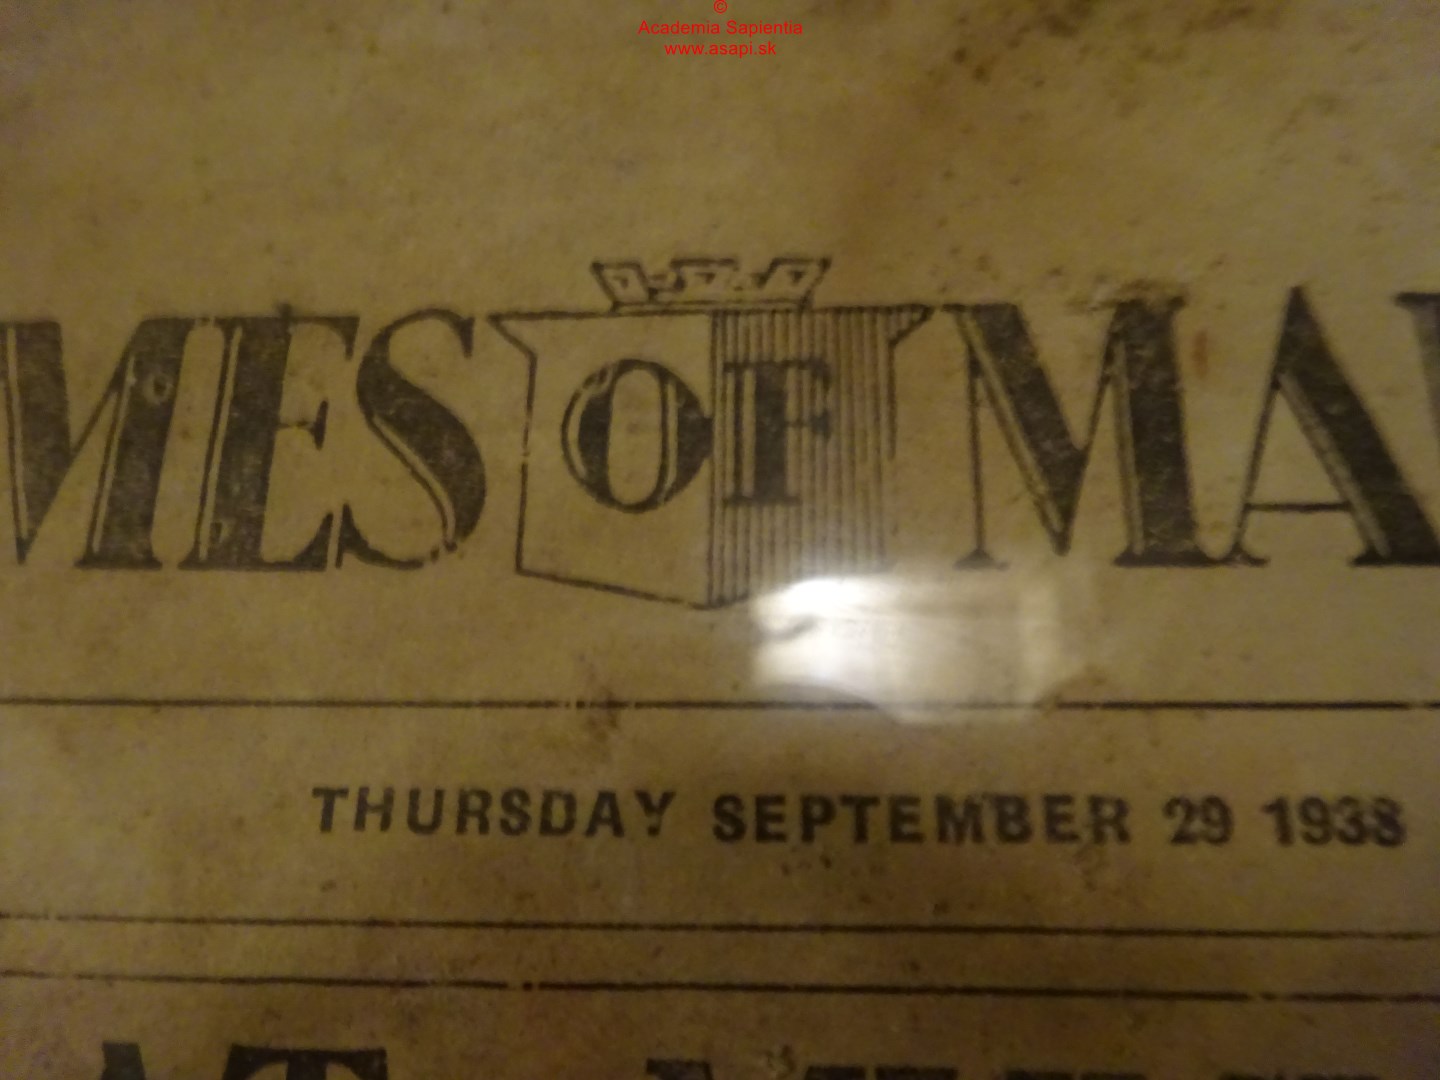 ©
Academia Sapientia
www.asapi.sk
MES OF MA
THURSDAY SEPTEMBER 29 1938